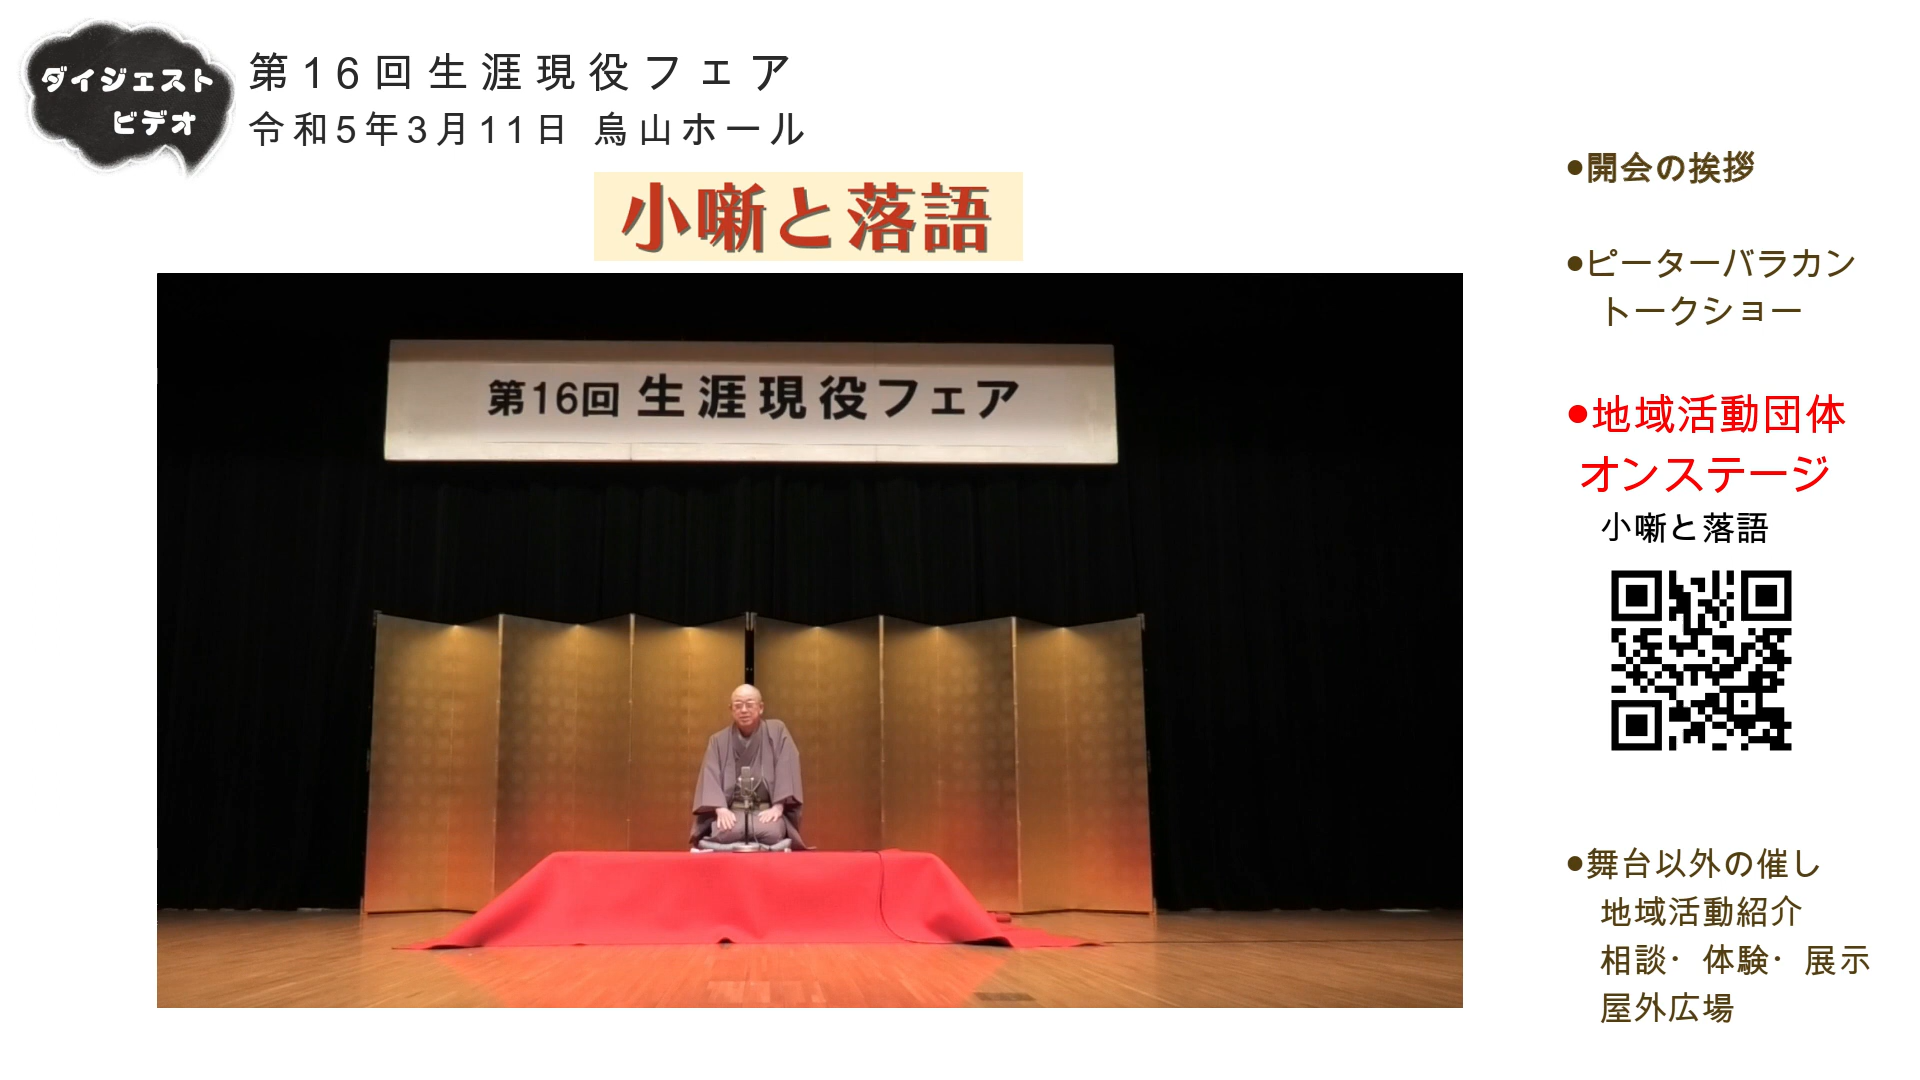 ダイジェスト
ビデオ
第16回生涯現役フェア
令和5年3月11日 烏山ホール
小噺と落語
第16回 生涯現役フェア
●開会の挨拶
●ピーターバラカン
トークショー
●地域活動団体
オンステージ
小噺と落語
●舞台以外の催し
地域活動紹介
相談・体験・展示
屋外広場